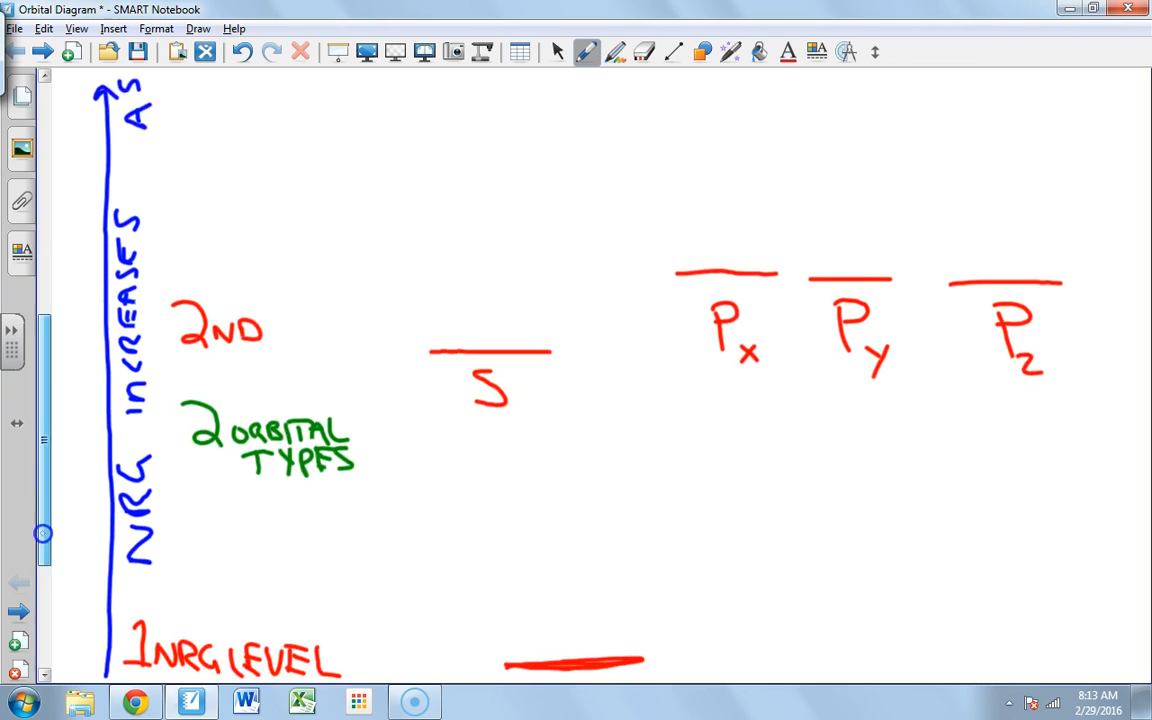 Orbital Diagram * - SMART Notebook
File Edit View Insert Format Draw Help
NRG INCREASES AS
2ND
S
Px Py Pz
2 ORBITAL
TYPES
1 NRG LEVEL
8:13 AM
2/29/2016